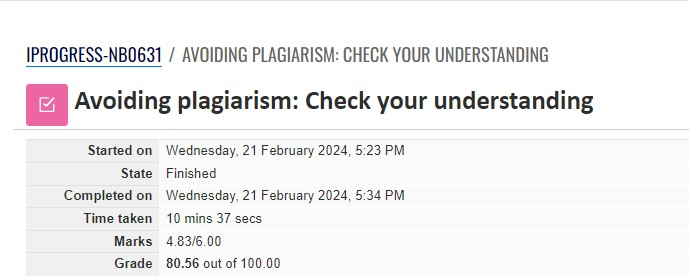 IPROGRESS-NB0631 / AVOIDING PLAGIARISM: CHECK YOUR UNDERSTANDING
Avoiding plagiarism: Check your understanding
Started on Wednesday, 21 February 2024, 5:23 PM
State Finished
Completed on Wednesday, 21 February 2024, 5:34 PM
Time taken 10 mins 37 secs
Marks 4.83/6.00
Grade 80.56 out of 100.00